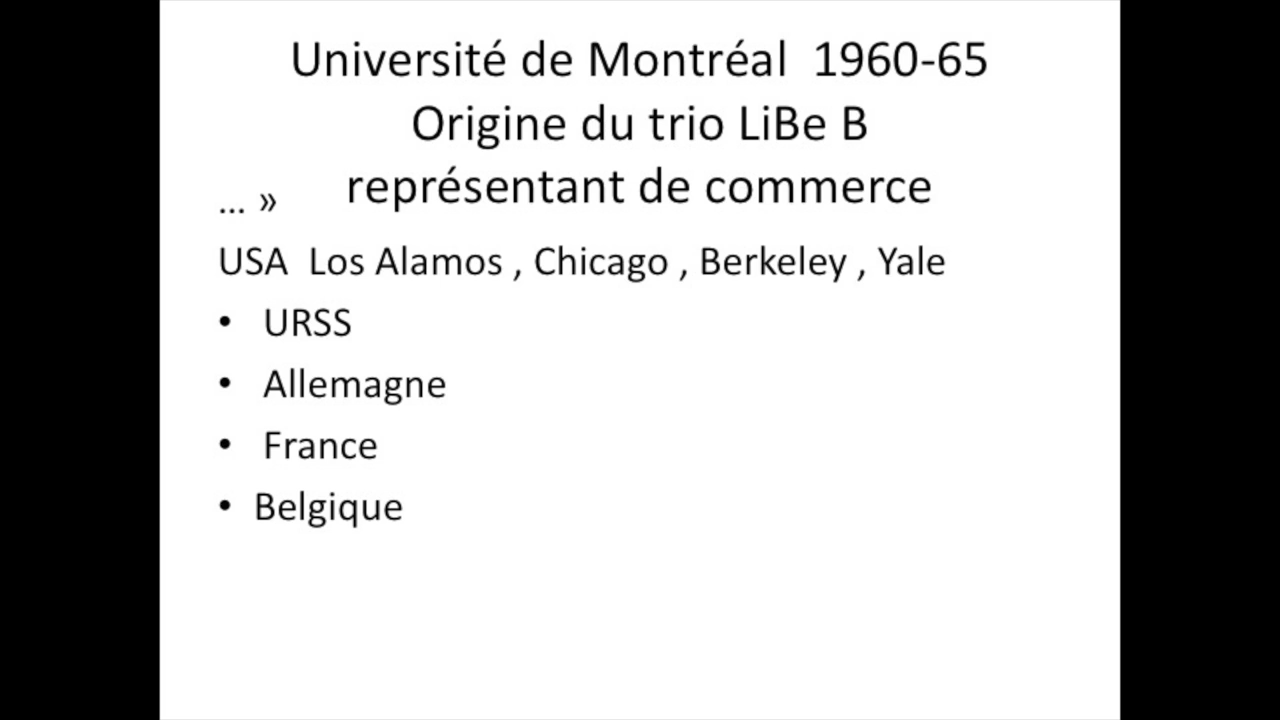 Université de Montréal  1960-65
Origine du trio LiBe B
représentant de commerce
... »
USA  Los Alamos , Chicago , Berkeley , Yale
•  URSS
•  Allemagne
•  France
• Belgique